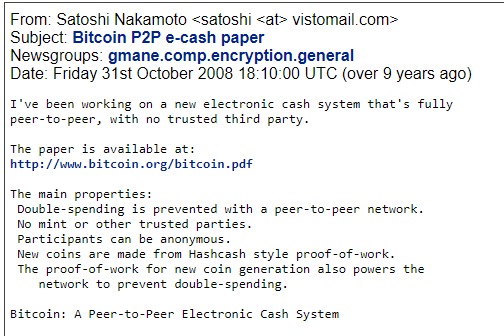 From: Satoshi Nakamoto <satoshi <at> vistomail.com>
Subject: Bitcoin P2P e-cash paper
Newsgroups: gmane.comp.encryption.general
Date: Friday 31st October 2008 18:10:00 UTC (over 9 years ago)
I've been working on a new electronic cash system that's fully
peer-to-peer, with no trusted third party.
The paper is available at:
http://www.bitcoin.org/bitcoin.pdf
The main properties:
Double-spending is prevented with a peer-to-peer network.
No mint or other trusted parties.
Participants can be anonymous.
New coins are made from Hashcash style proof-of-work.
The proof-of-work for new coin generation also powers the
network to prevent double-spending.
Bitcoin: A Peer-to-Peer Electronic Cash System